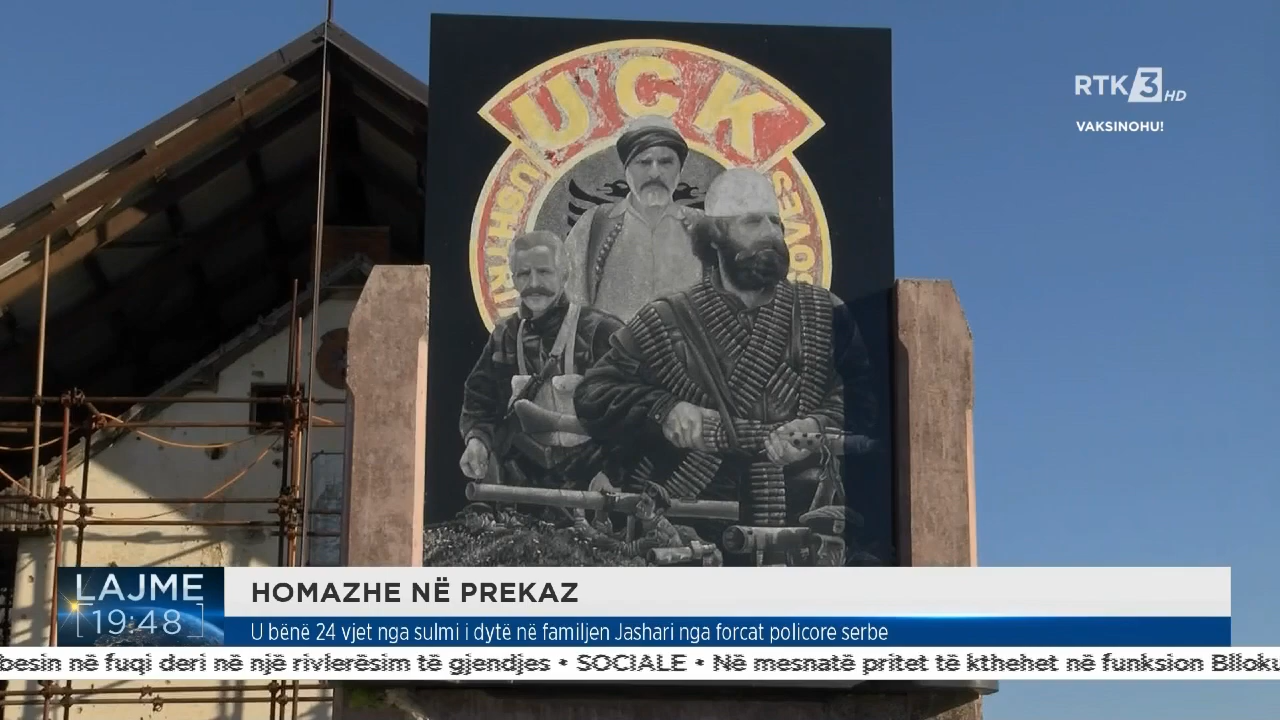 UÇK
USHTRI
SOVËS
RTK3HD
VAKSINOHU!
LAJME
19:48
HOMAZHE NË PREKAZ
U bënë 24 vjet nga sulmi i dytë në familjen Jashari nga forcat policore serbe
besin në fuqi deri në një rivlerësim të gjendjes • SOCIALE • Në mesnatë pritet të kthehet në funksion Blloku